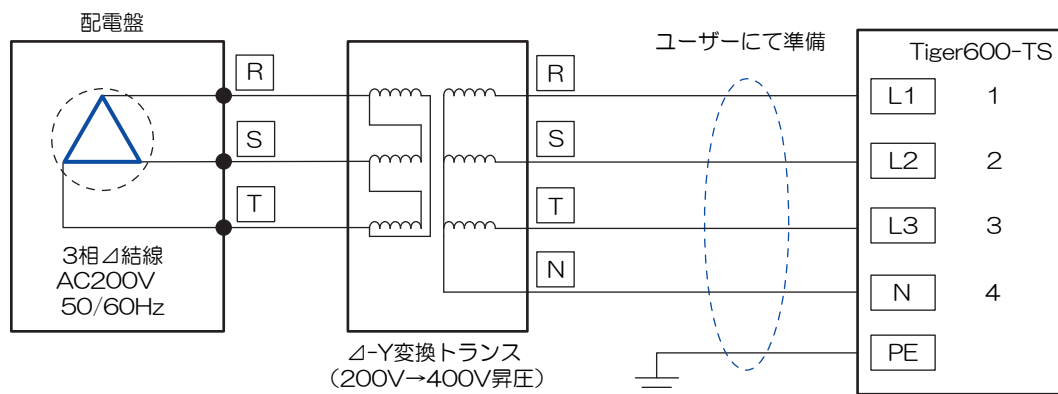 配電盤
3相⊿結線
AC200V
50/60Hz
R
S
T
⊿-Y変換トランス
（200V→400V昇圧）
R
S
T
N
ユーザーにて準備
Tiger600-TS
L1 1
L2 2
L3 3
N 4
PE